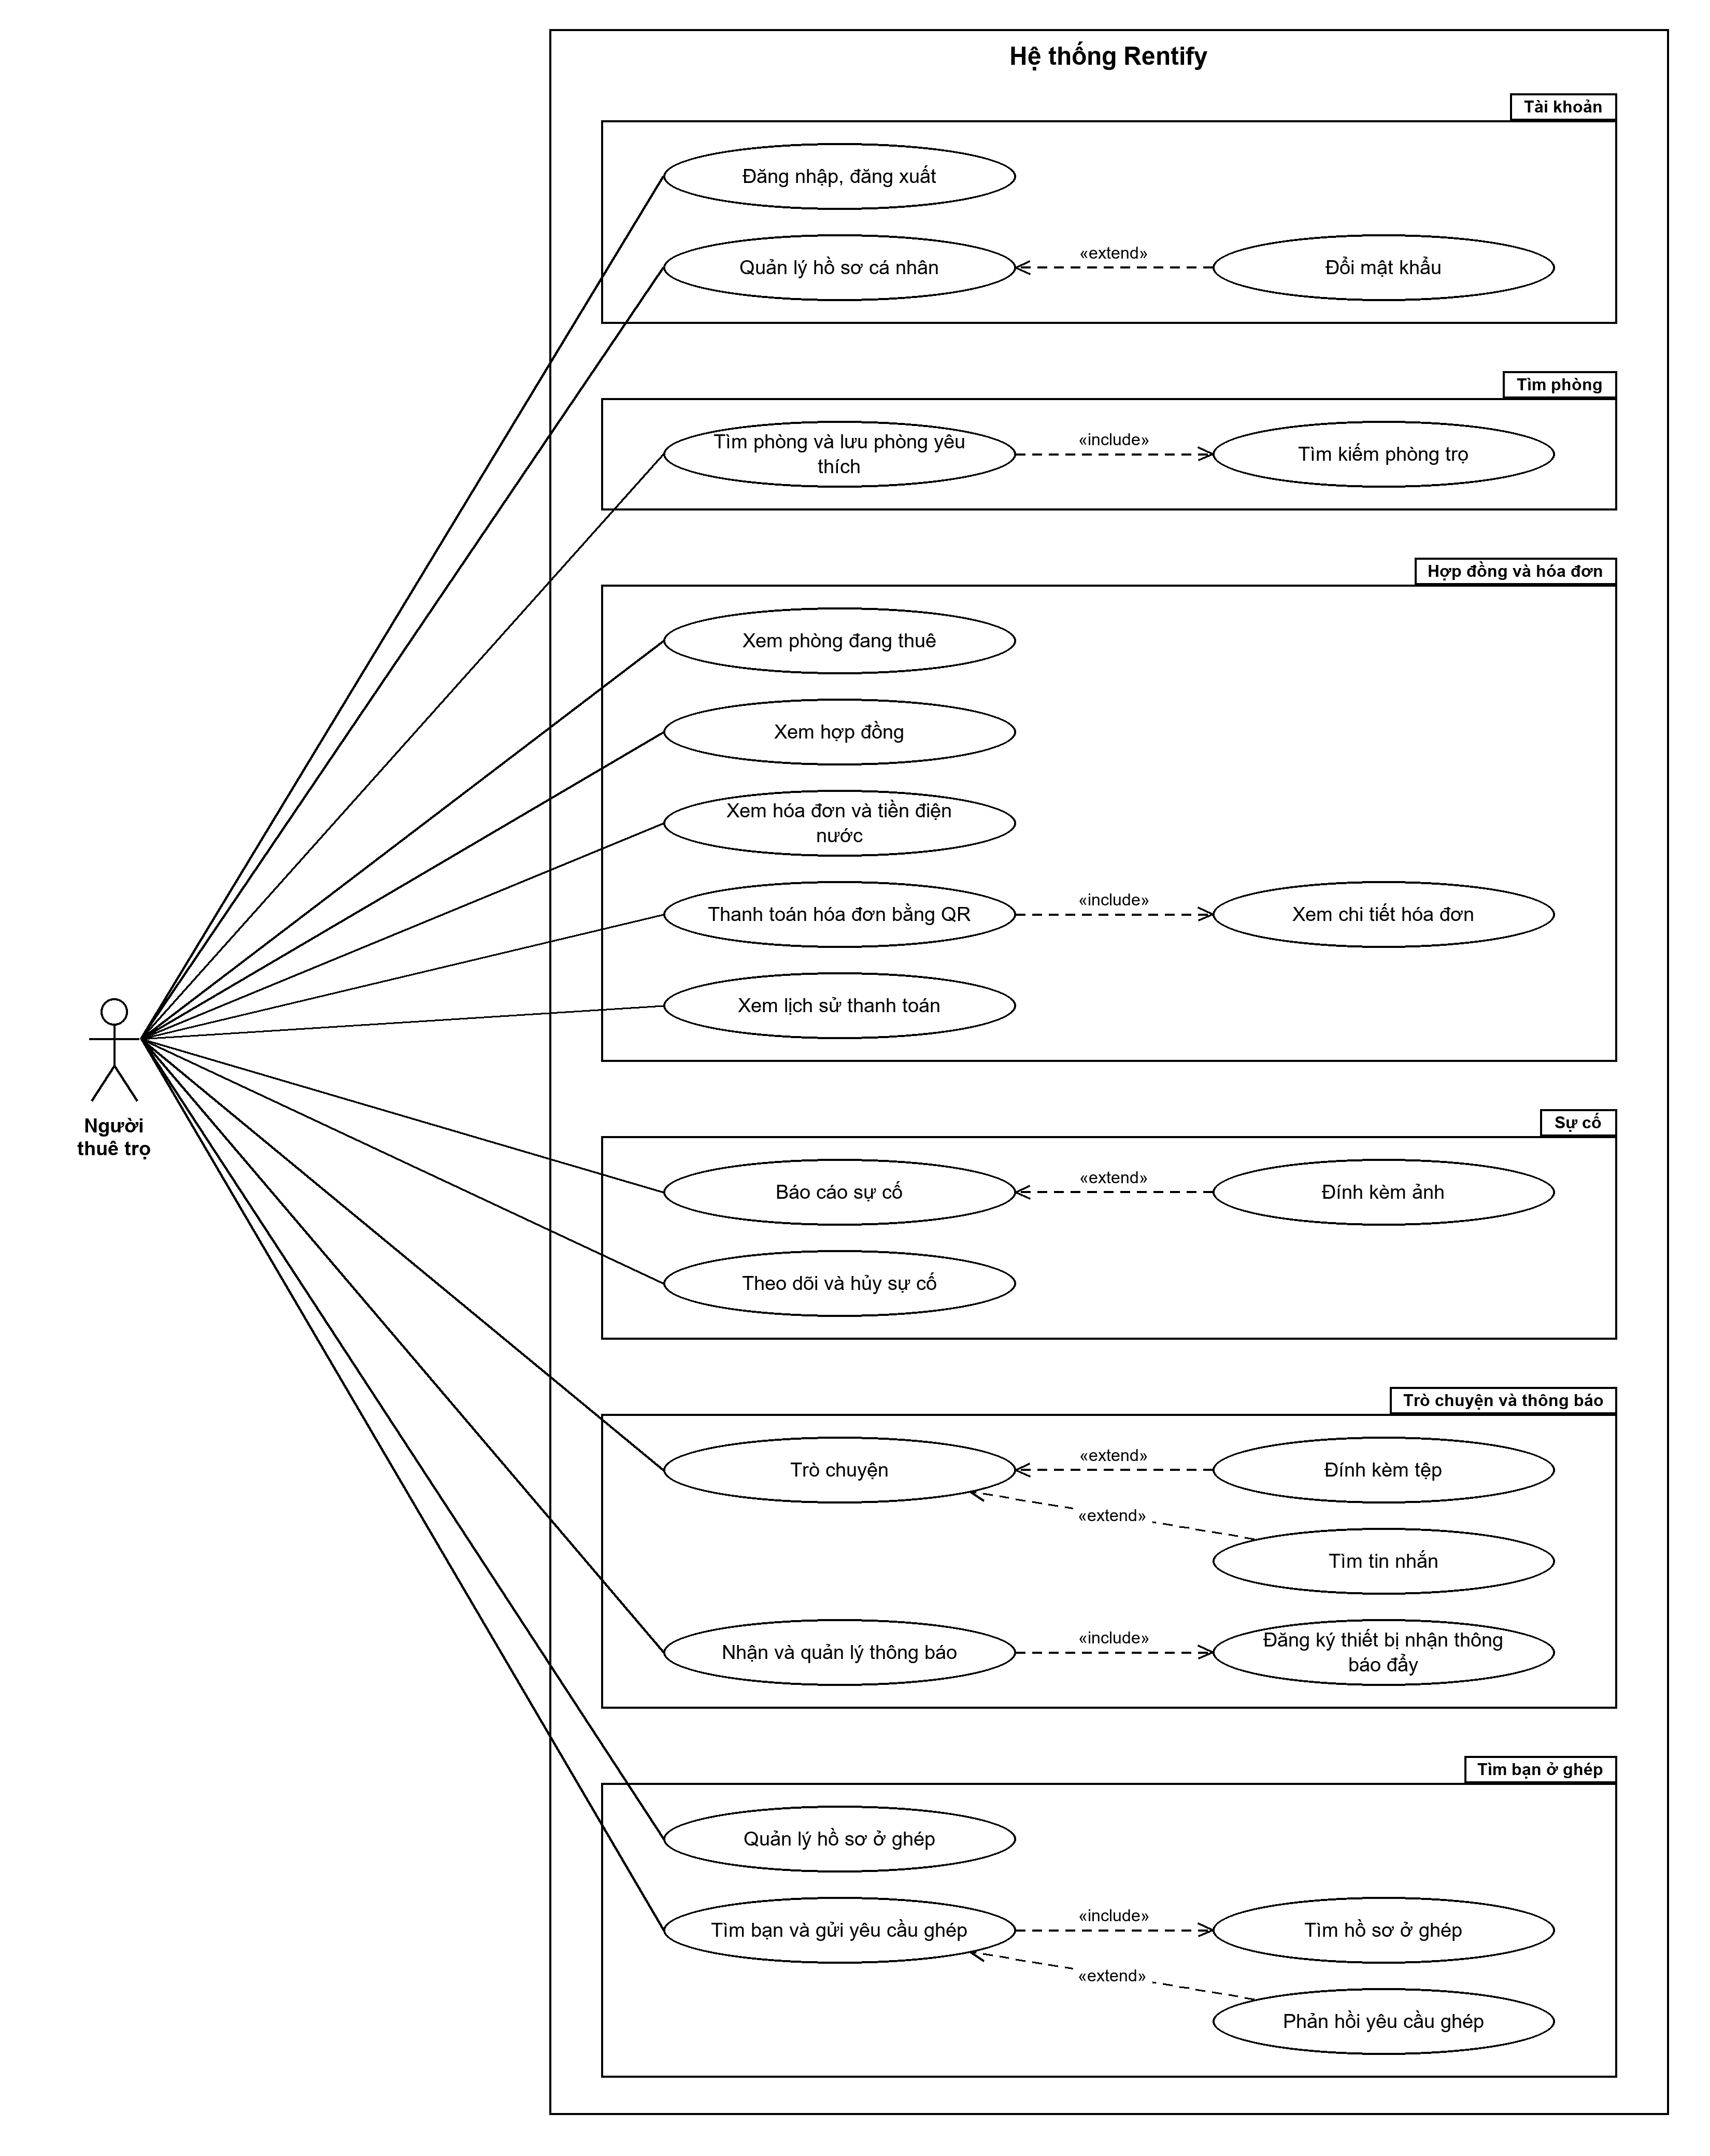 Hệ thống Rentify
Tài khoản
Đăng nhập, đăng xuất
Quản lý hồ sơ cá nhân
«extend»
Đổi mật khẩu
Tìm phòng
Tìm phòng và lưu phòng yêu
thích
«include»
Tìm kiếm phòng trọ
Hợp đồng và hóa đơn
Xem phòng đang thuê
Xem hợp đồng
Xem hóa đơn và tiền điện
nước
Thanh toán hóa đơn bằng QR
«include»
Xem chi tiết hóa đơn
Xem lịch sử thanh toán
Người
thuê trọ
Sự cố
Báo cáo sự cố
«extend»
Đính kèm ảnh
Theo dõi và hủy sự cố
Trò chuyện và thông báo
Trò chuyện
«extend»
Đính kèm tệp
«extend»
Tìm tin nhắn
Nhận và quản lý thông báo
«include»
Đăng ký thiết bị nhận thông
báo đẩy
Tìm bạn ở ghép
Quản lý hồ sơ ở ghép
Tìm bạn và gửi yêu cầu ghép
«include»
Tìm hồ sơ ở ghép
«extend»
Phản hồi yêu cầu ghép